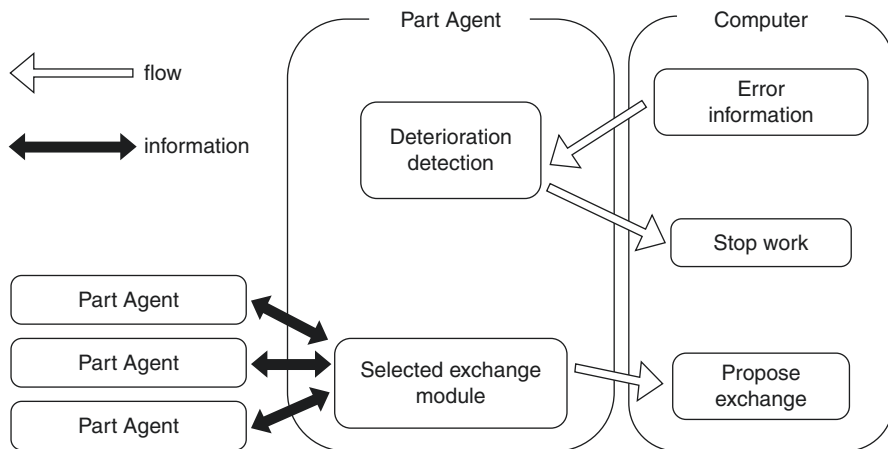 Part Agent
Computer
flow
information
Error
information
Deterioration
detection
Stop work
Part Agent
Part Agent
Part Agent
Selected exchange
module
Propose
exchange